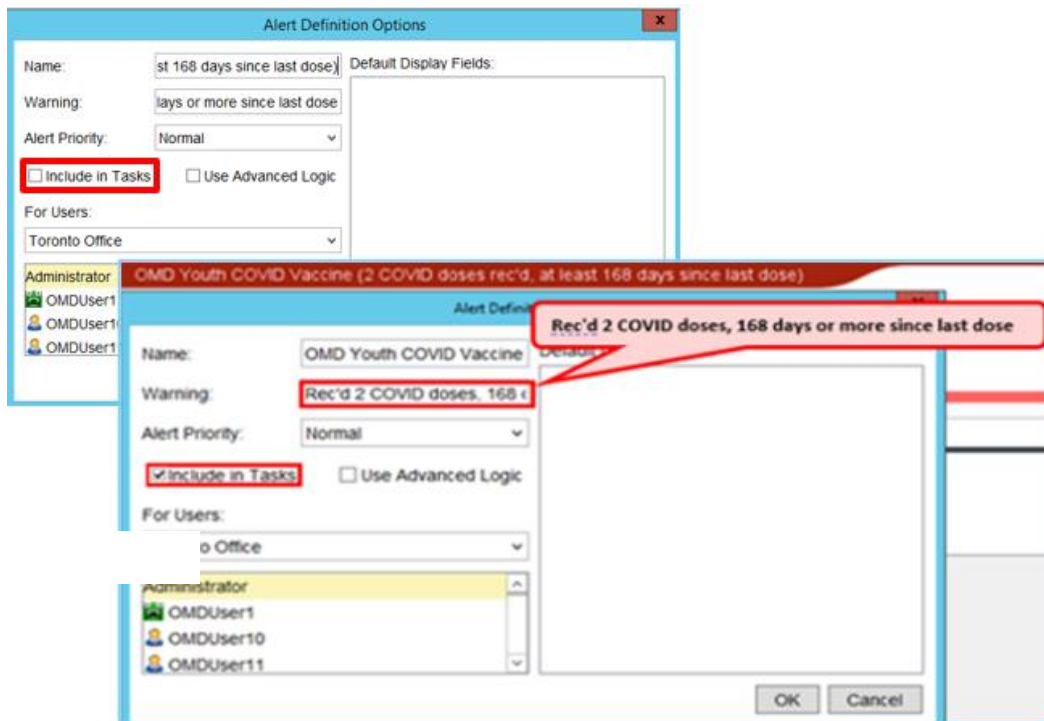 Alert Definition Options
x
Name:
st 168 days since last dose)
Default Display Fields:
Warning:
lays or more since last dose
Alert Priority:
Normal
Include in Tasks
Use Advanced Logic
For Users:
Toronto Office
Administrator
OMDUser1
OMDUser1
OMDUser1
OMD Youth COVID Vaccine (2 COVID doses rec'd, at least 168 days since last dose)
Alert Defini
Rec'd 2 COVID doses, 168 days or more since last dose
Name:
OMD Youth COVID Vaccine
Warning:
Rec'd 2 COVID doses, 168
Alert Priority:
Normal
Include in Tasks
Use Advanced Logic
For Users:
o Office
Administrator
OMDUser1
OMDUser10
OMDUser11
OK
Cancel